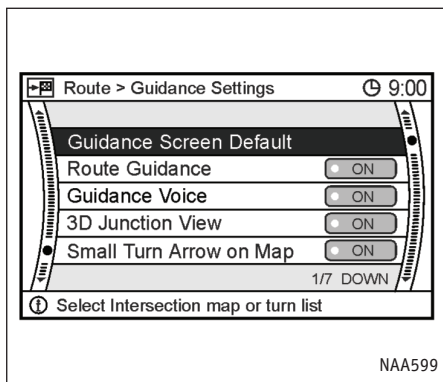 Route > Guidance Settings 9:00
Guidance Screen Default
Route Guidance ON
Guidance Voice ON
3D Junction View ON
Small Turn Arrow on Map ON
1/7 DOWN
Select Intersection map or turn list
NAA599